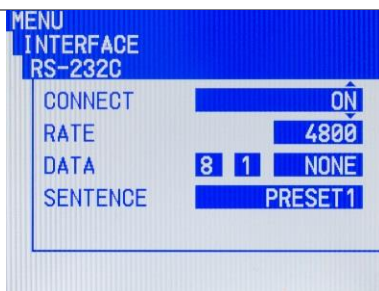 MENU
INTERFACE
RS-232C
CONNECT ON
RATE 4800
DATA 8 1 NONE
SENTENCE PRESET1